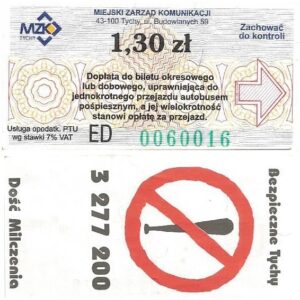 MIEJSKI ZARZĄD KOMUNIKACJI
43-100 Tychy, ul. Budowlanych 59
MZK
TYCHY
1,30 zł
Zachować
do kontroli
Dopłata do biletu okresowego
lub dobowego, uprawniająca do
jednokrotnego przejazdu autobusem
pośpiesznym, a jej wielokrotność
stanowi opłatę za przejazd.
Usługa opodatk. PTU
wg stawki 7% VAT
ED 0060016
Bezpieczne Tychy
3 277 200
Dość Milczenia